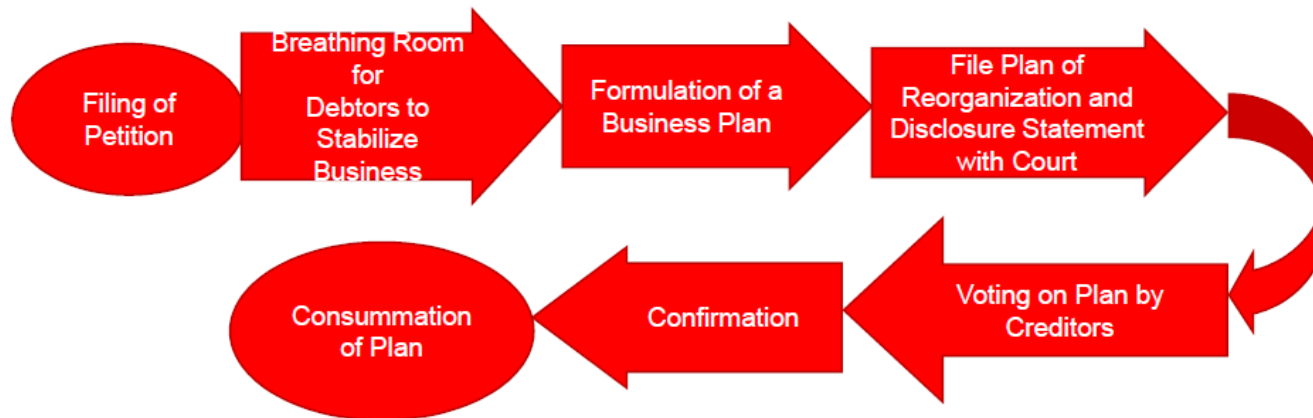 Filing of
Petition
Breathing Room
for
Debtors to
Stabilize
Business
Formulation of a
Business Plan
File Plan of
Reorganization and
Disclosure Statement
with Court
Voting on Plan by
Creditors
Confirmation
Consummation
of Plan